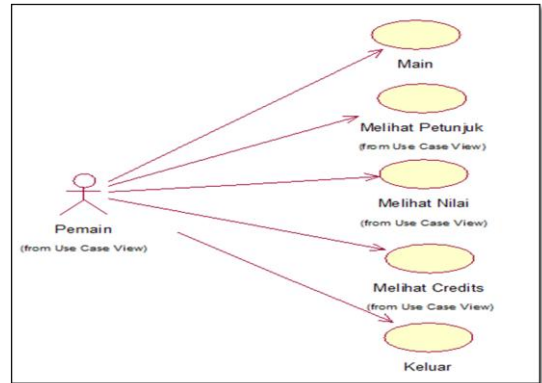 Main
Melihat Petunjuk
(from Use Case View)
Melihat Nilai
(from Use Case View)
Pemain
(from Use Case View)
Melihat Credits
(from Use Case View)
Keluar